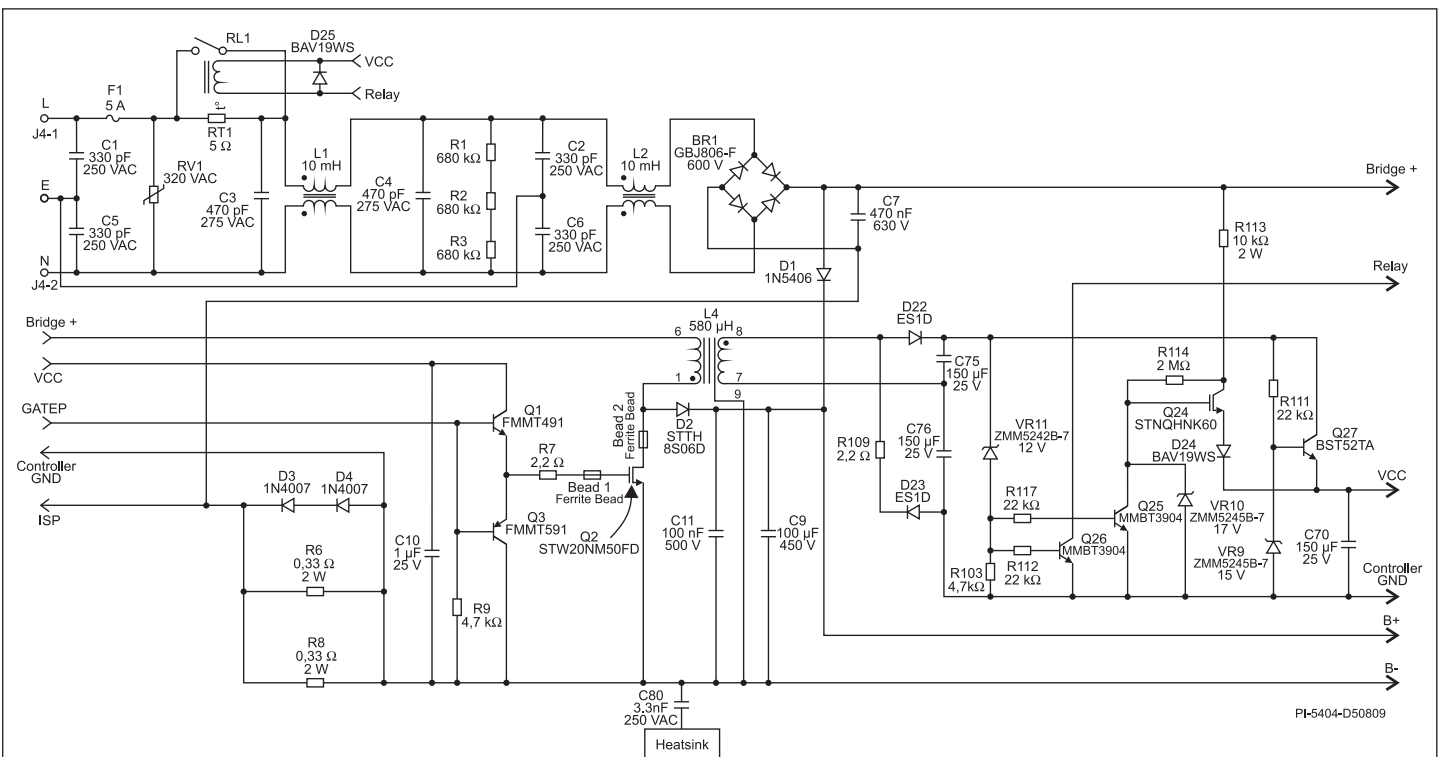 RL1
D25
BAV19WS
VCC
Relay
L
J4-1
F1
5 A
t°
RT1
5 Ω
C1
330 pF
250 VAC
RV1
320 VAC
C3
470 pF
275 VAC
L1
10 mH
C4
470 pF
275 VAC
R1
680 kΩ
R2
680 kΩ
R3
680 kΩ
C2
330 pF
250 VAC
L2
10 mH
BR1
GBJ806-F
600 V
C7
470 nF
630 V
Bridge +
E
C5
330 pF
250 VAC
N
J4-2
C6
330 pF
250 VAC
D1
1N5406
R113
10 kΩ
2 W
Relay
Bridge +
VCC
GATEP
Controller
GND
ISP
L4
580 µH
6
8
1
7
9
D22
ES1D
C75
150 µF
25 V
R114
2 MΩ
Q24
STNQHNK60
R111
22 kΩ
Q27
BST52TA
Q1
FMMT491
Bead 2
Ferrite Bead
D2
STTH
8S06D
R109
2,2 Ω
C76
150 µF
25 V
VR11
ZMM5242B-7
12 V
D24
BAV19WS
VCC
R7
2,2 Ω
Bead 1
Ferrite Bead
D3
1N4007
D4
1N4007
Q3
FMMT591
Q2
STW20NM50FD
C11
100 nF
500 V
C9
100 µF
450 V
D23
ES1D
R117
22 kΩ
Q25
MMBT3904
VR10
ZMM5245B-7
17 V
C10
1 µF
25 V
R6
0,33 Ω
2 W
R9
4,7 kΩ
R103
4,7kΩ
R112
22 kΩ
Q26
MMBT3904
VR9
ZMM5245B-7
15 V
C70
150 µF
25 V
Controller
GND
B+
R8
0,33 Ω
2 W
B-
C80
3.3nF
250 VAC
Heatsink
PI-5404-D50809